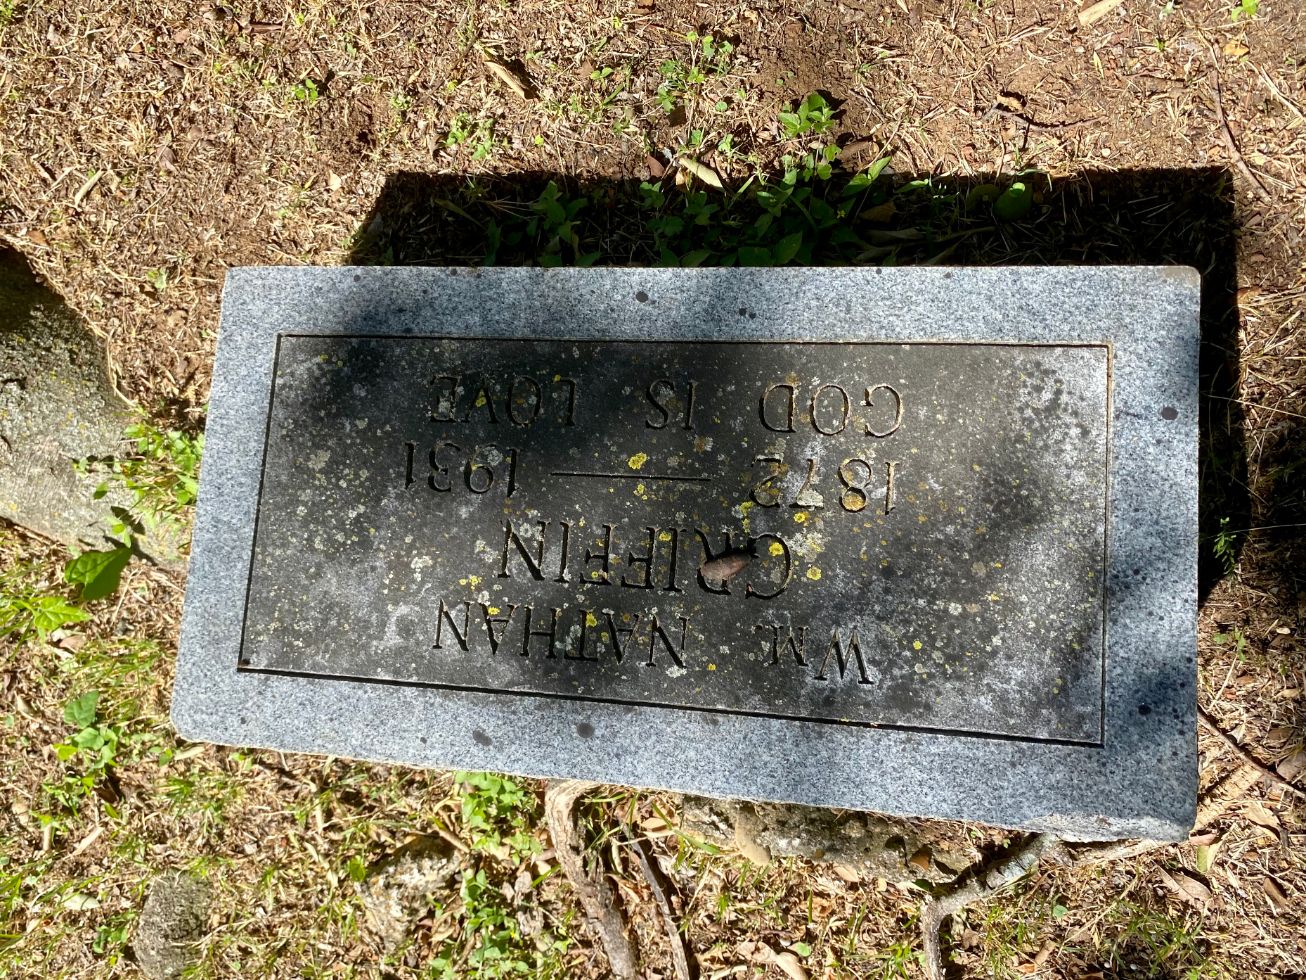 WM. NATHAN
GRIFFIN
1872 — 1931
GOD IS LOVE